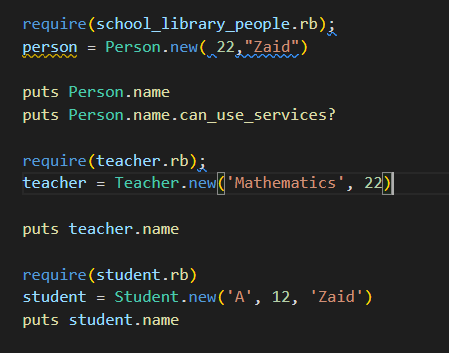 require(school_library_people.rb);
person = Person.new( 22,"Zaid")
puts Person.name
puts Person.name.can_use_services?
require(teacher.rb);
teacher = Teacher.new('Mathematics', 22)
puts teacher.name
require(student.rb)
student = Student.new('A', 12, 'Zaid')
puts student.name